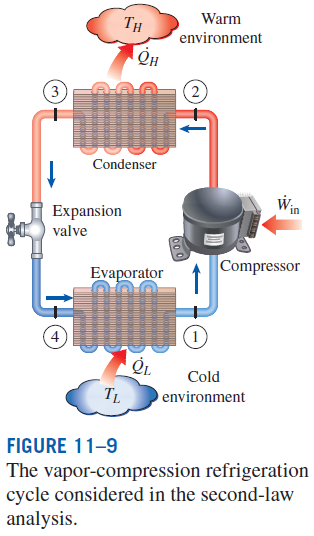 Warm
environment
T_H
Q̇_H
3
2
Condenser
Expansion
valve
Ẇ_in
Compressor
Evaporator
4
1
Q̇_L
T_L
Cold
environment
FIGURE 11–9
The vapor-compression refrigeration
cycle considered in the second-law
analysis.